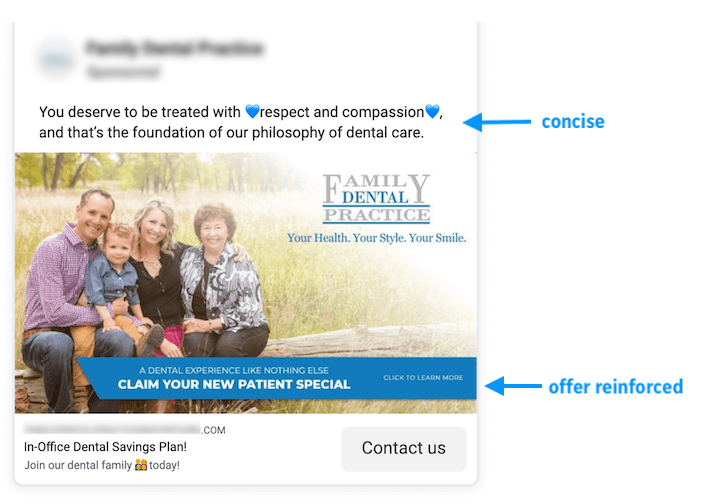 You deserve to be treated with 💙respect and compassion💙,
and that's the foundation of our philosophy of dental care.
concise
FAMILY
DENTAL
PRACTICE
Your Health. Your Style. Your Smile.
A DENTAL EXPERIENCE LIKE NOTHING ELSE
CLAIM YOUR NEW PATIENT SPECIAL
CLICK TO LEARN MORE
offer reinforced
.COM
In-Office Dental Savings Plan!
Join our dental family 👨‍👩‍👧‍👦 today!
Contact us